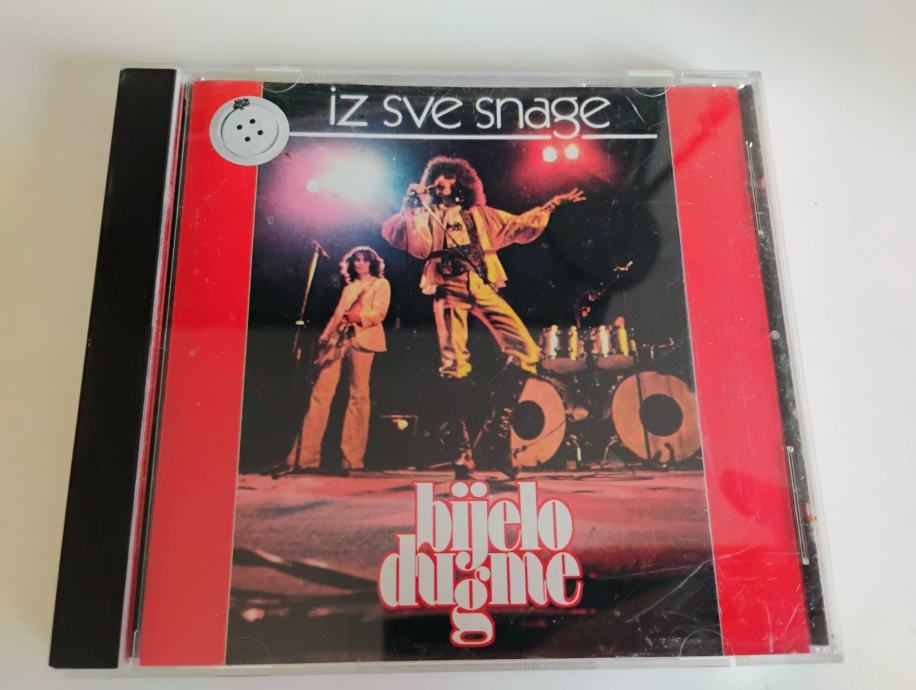 iz sve snage
bijelo
dugme